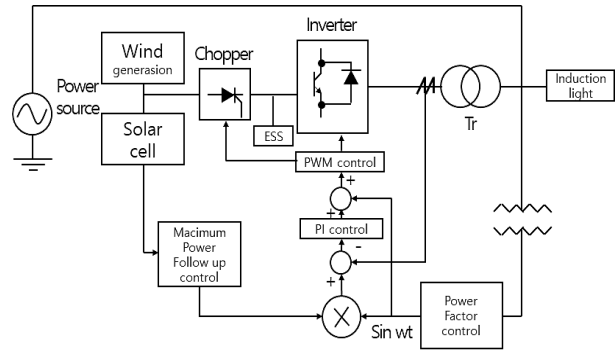 Inverter
Wind
generasion
Chopper
Power
source
Induction
light
Solar
cell
ESS
Tr
PWM control
+
+
PI control
-
+
Macimum
Power
Follow up
control
X
Sin wt
Power
Factor
control